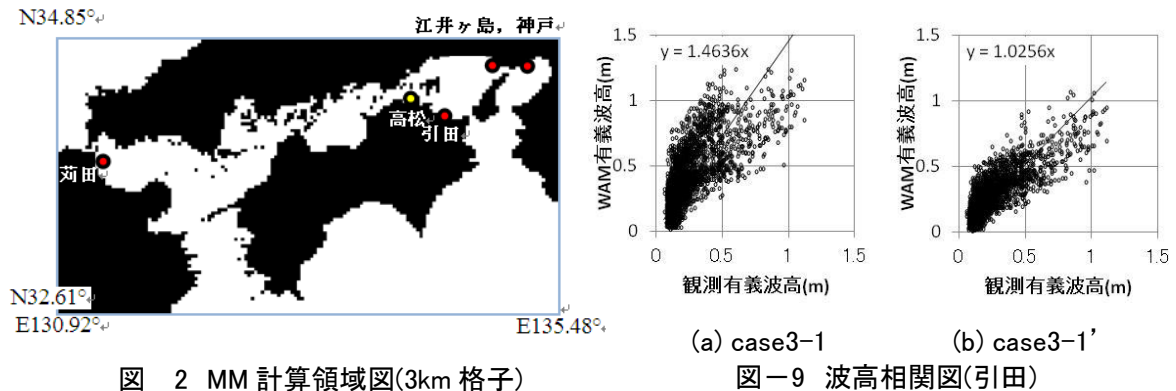 N34.85°
江井ヶ島，神戸
高松
引田
苅田
N32.61°
E130.92°
E135.48°
図 2 MM 計算領域図(3km 格子)
y = 1.4636x
WAM有義波高(m)
1.5
1
0.5
0
0 0.5 1 1.5
観測有義波高(m)
(a) case3-1
y = 1.0256x
WAM有義波高(m)
1.5
1
0.5
0
0 0.5 1 1.5
観測有義波高(m)
(b) case3-1’
図－9 波高相関図(引田)